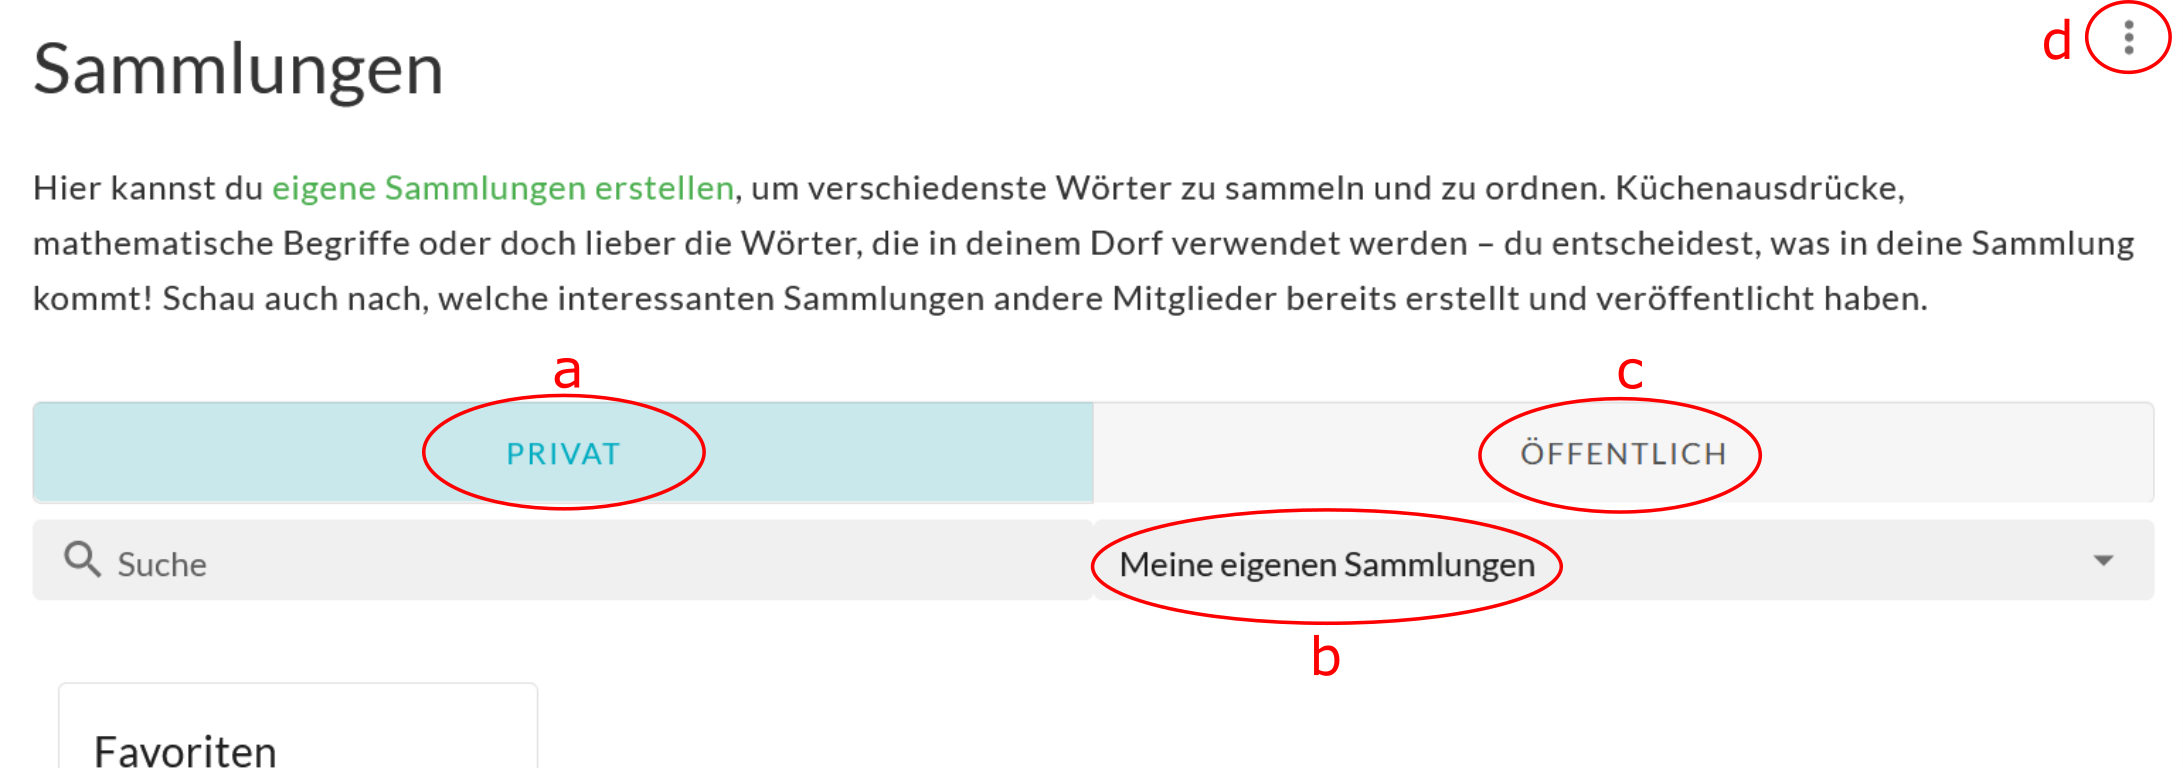 d
Sammlungen
Hier kannst du eigene Sammlungen erstellen, um verschiedenste Wörter zu sammeln und zu ordnen. Küchenausdrücke,
mathematische Begriffe oder doch lieber die Wörter, die in deinem Dorf verwendet werden – du entscheidest, was in deine Sammlung
kommt! Schau auch nach, welche interessanten Sammlungen andere Mitglieder bereits erstellt und veröffentlicht haben.
a c
PRIVAT ÖFFENTLICH
Suche Meine eigenen Sammlungen
b
Favoriten